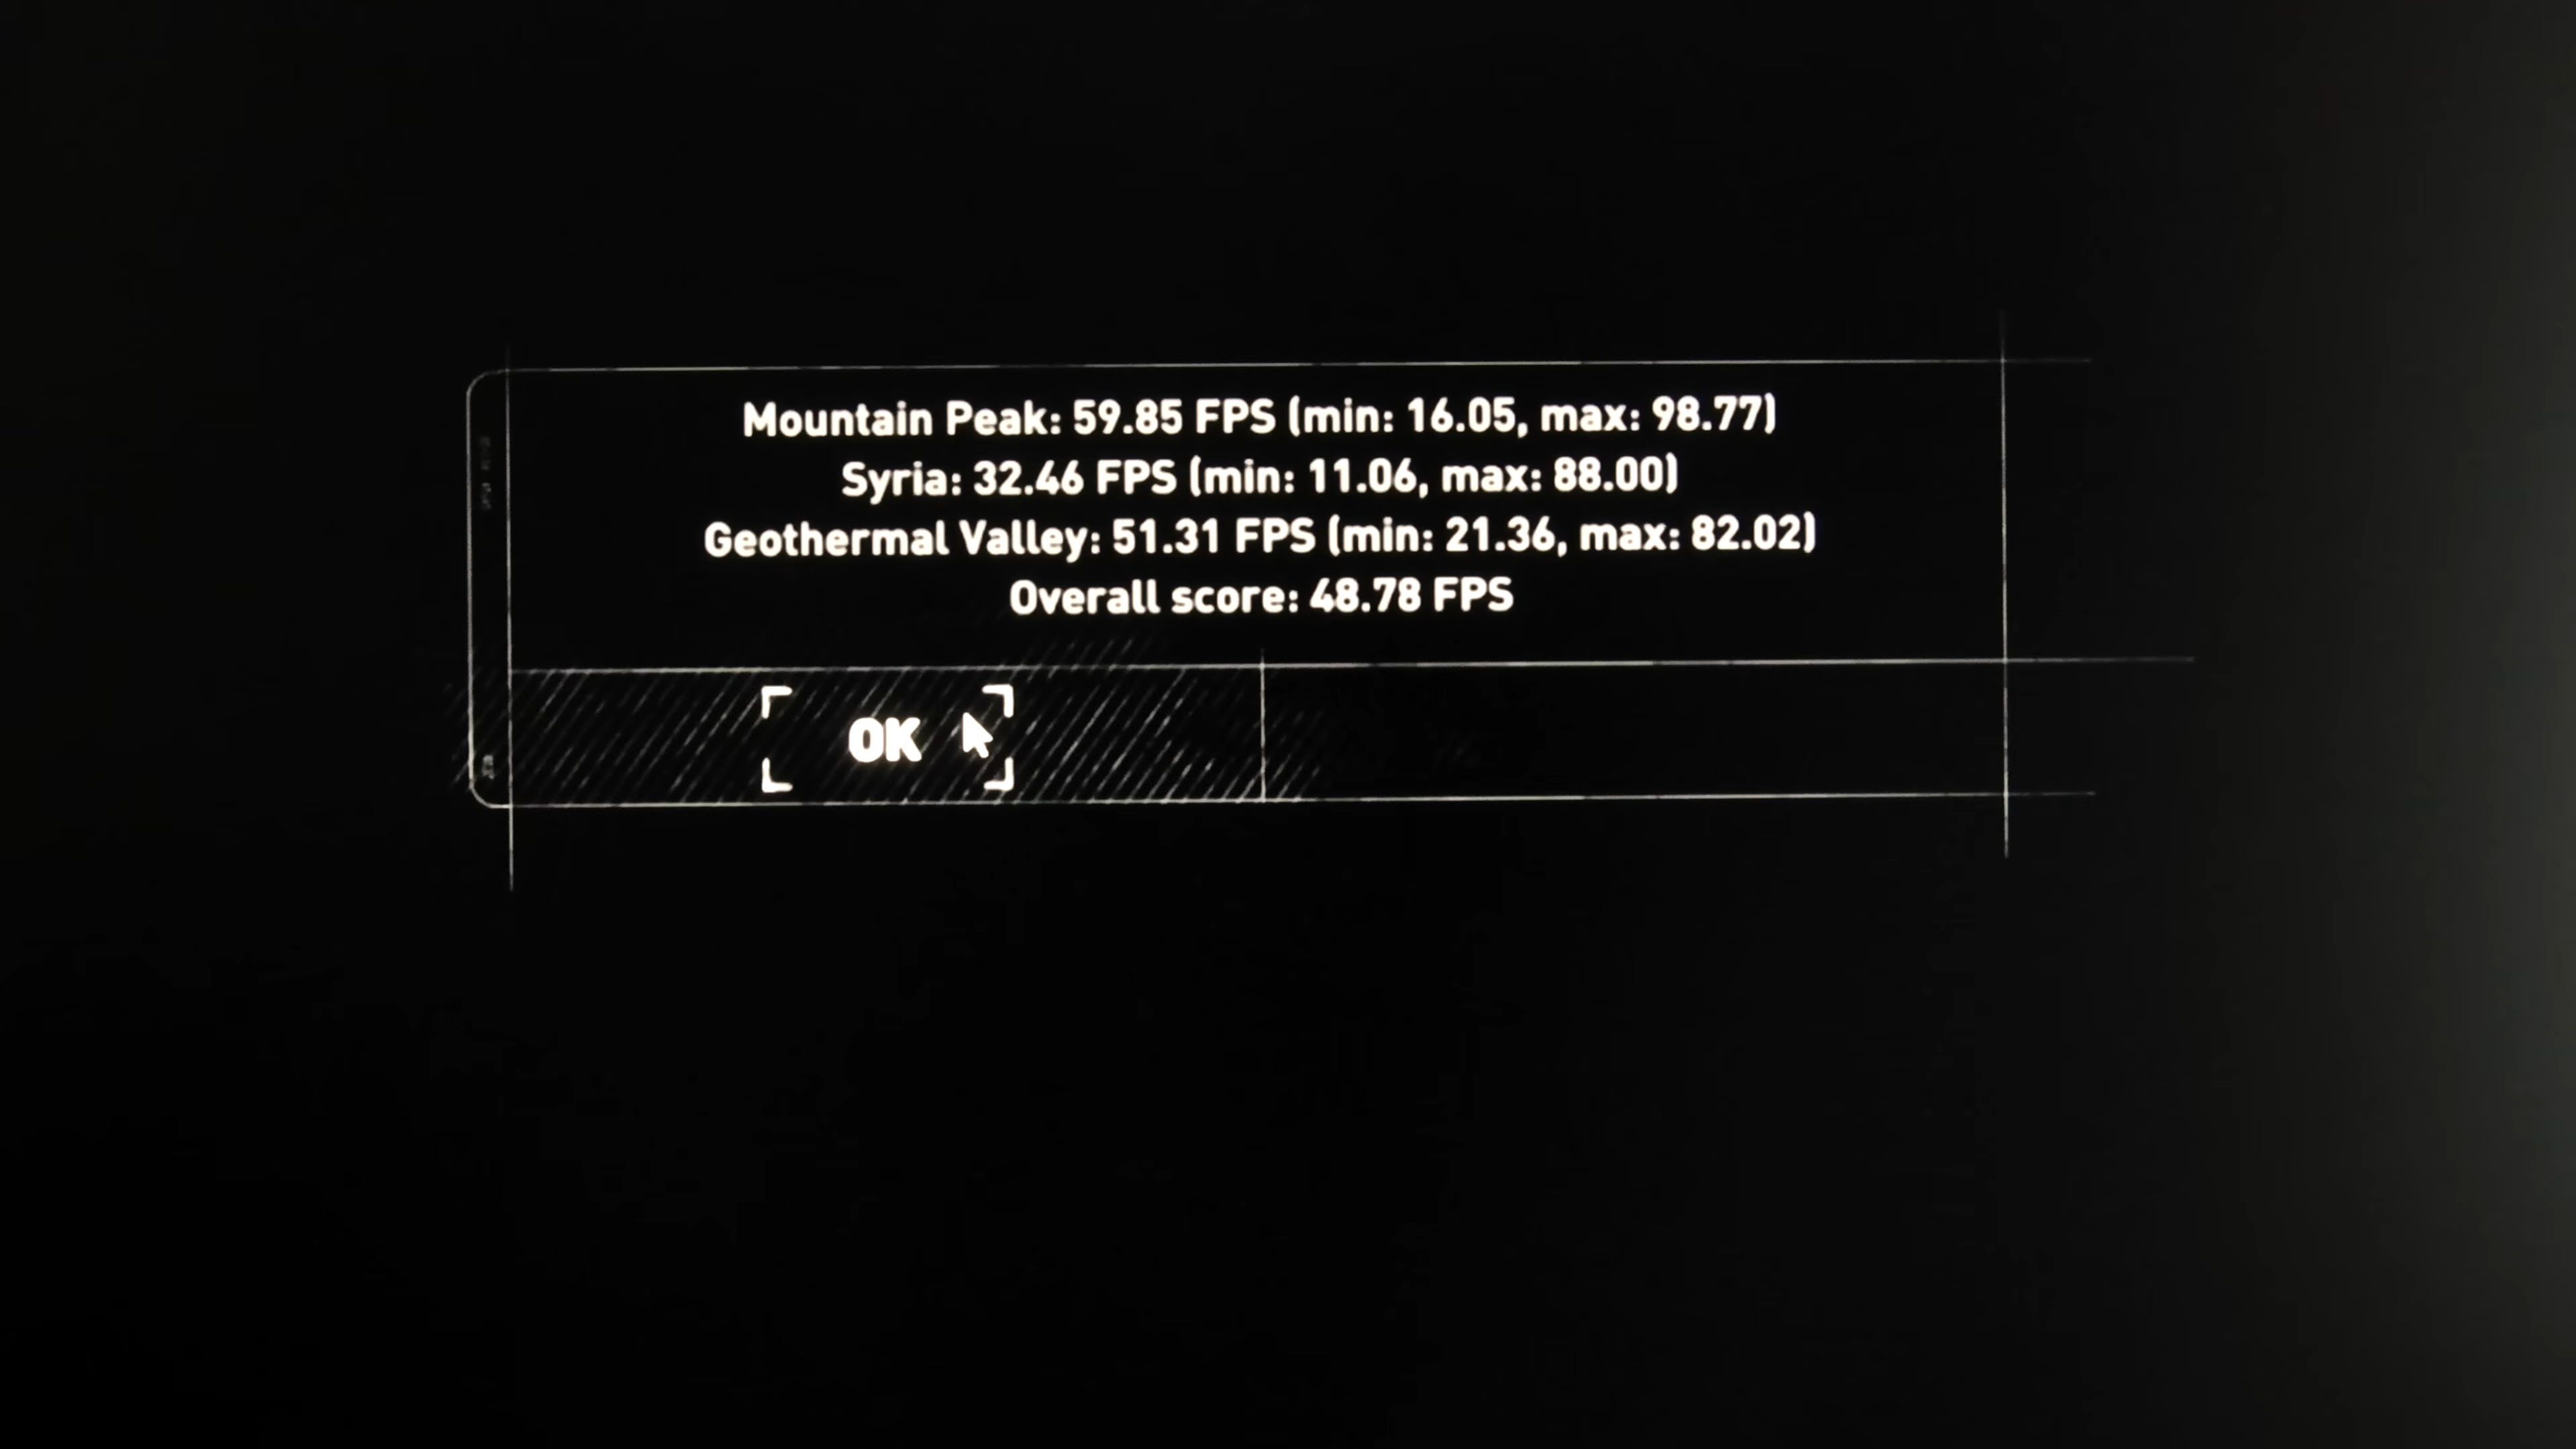 Mountain Peak: 59.85 FPS (min: 16.05, max: 98.77)
Syria: 32.46 FPS (min: 11.06, max: 88.00)
Geothermal Valley: 51.31 FPS (min: 21.36, max: 82.02)
Overall score: 48.78 FPS
OK